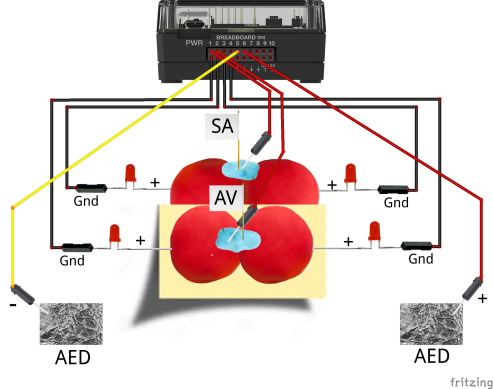 BREADBOARD
PWR 1 2 3 4 5 6 7 8 9 10
SA
+ +
Gnd Gnd
AV
+ +
Gnd Gnd
- +
AED AED
fritzing